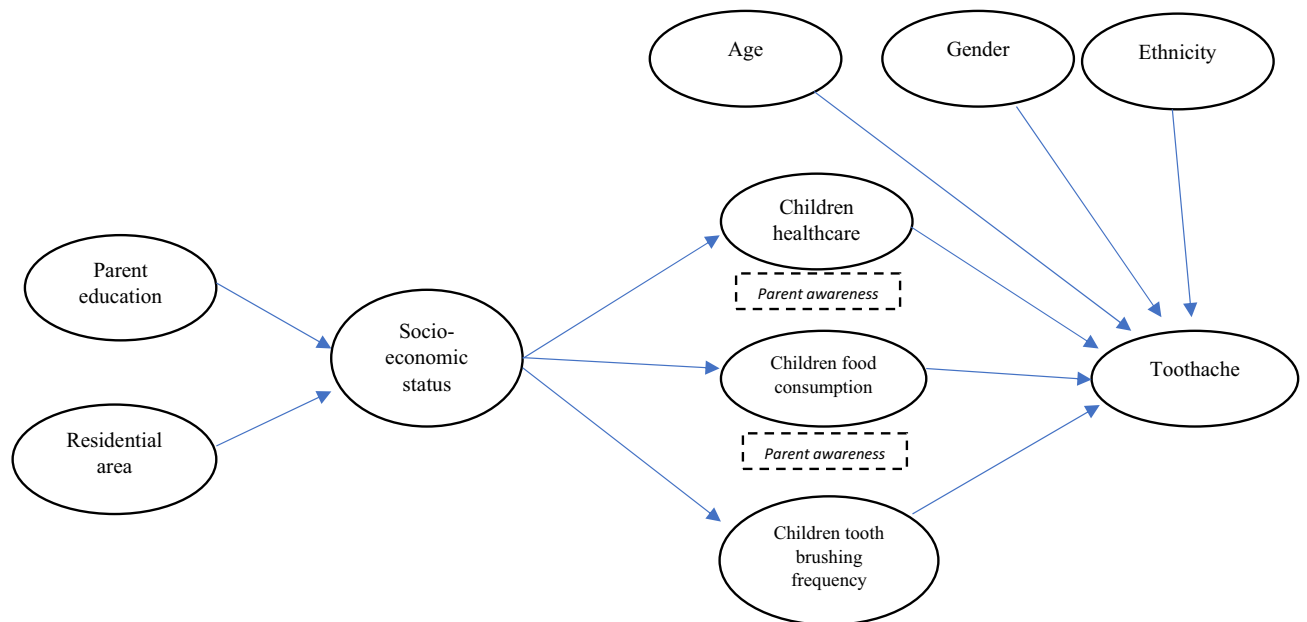 Age
Gender
Ethnicity
Children
healthcare
Parent awareness
Parent
education
Socio-
economic
status
Children food
consumption
Toothache
Residential
area
Parent awareness
Children tooth
brushing
frequency